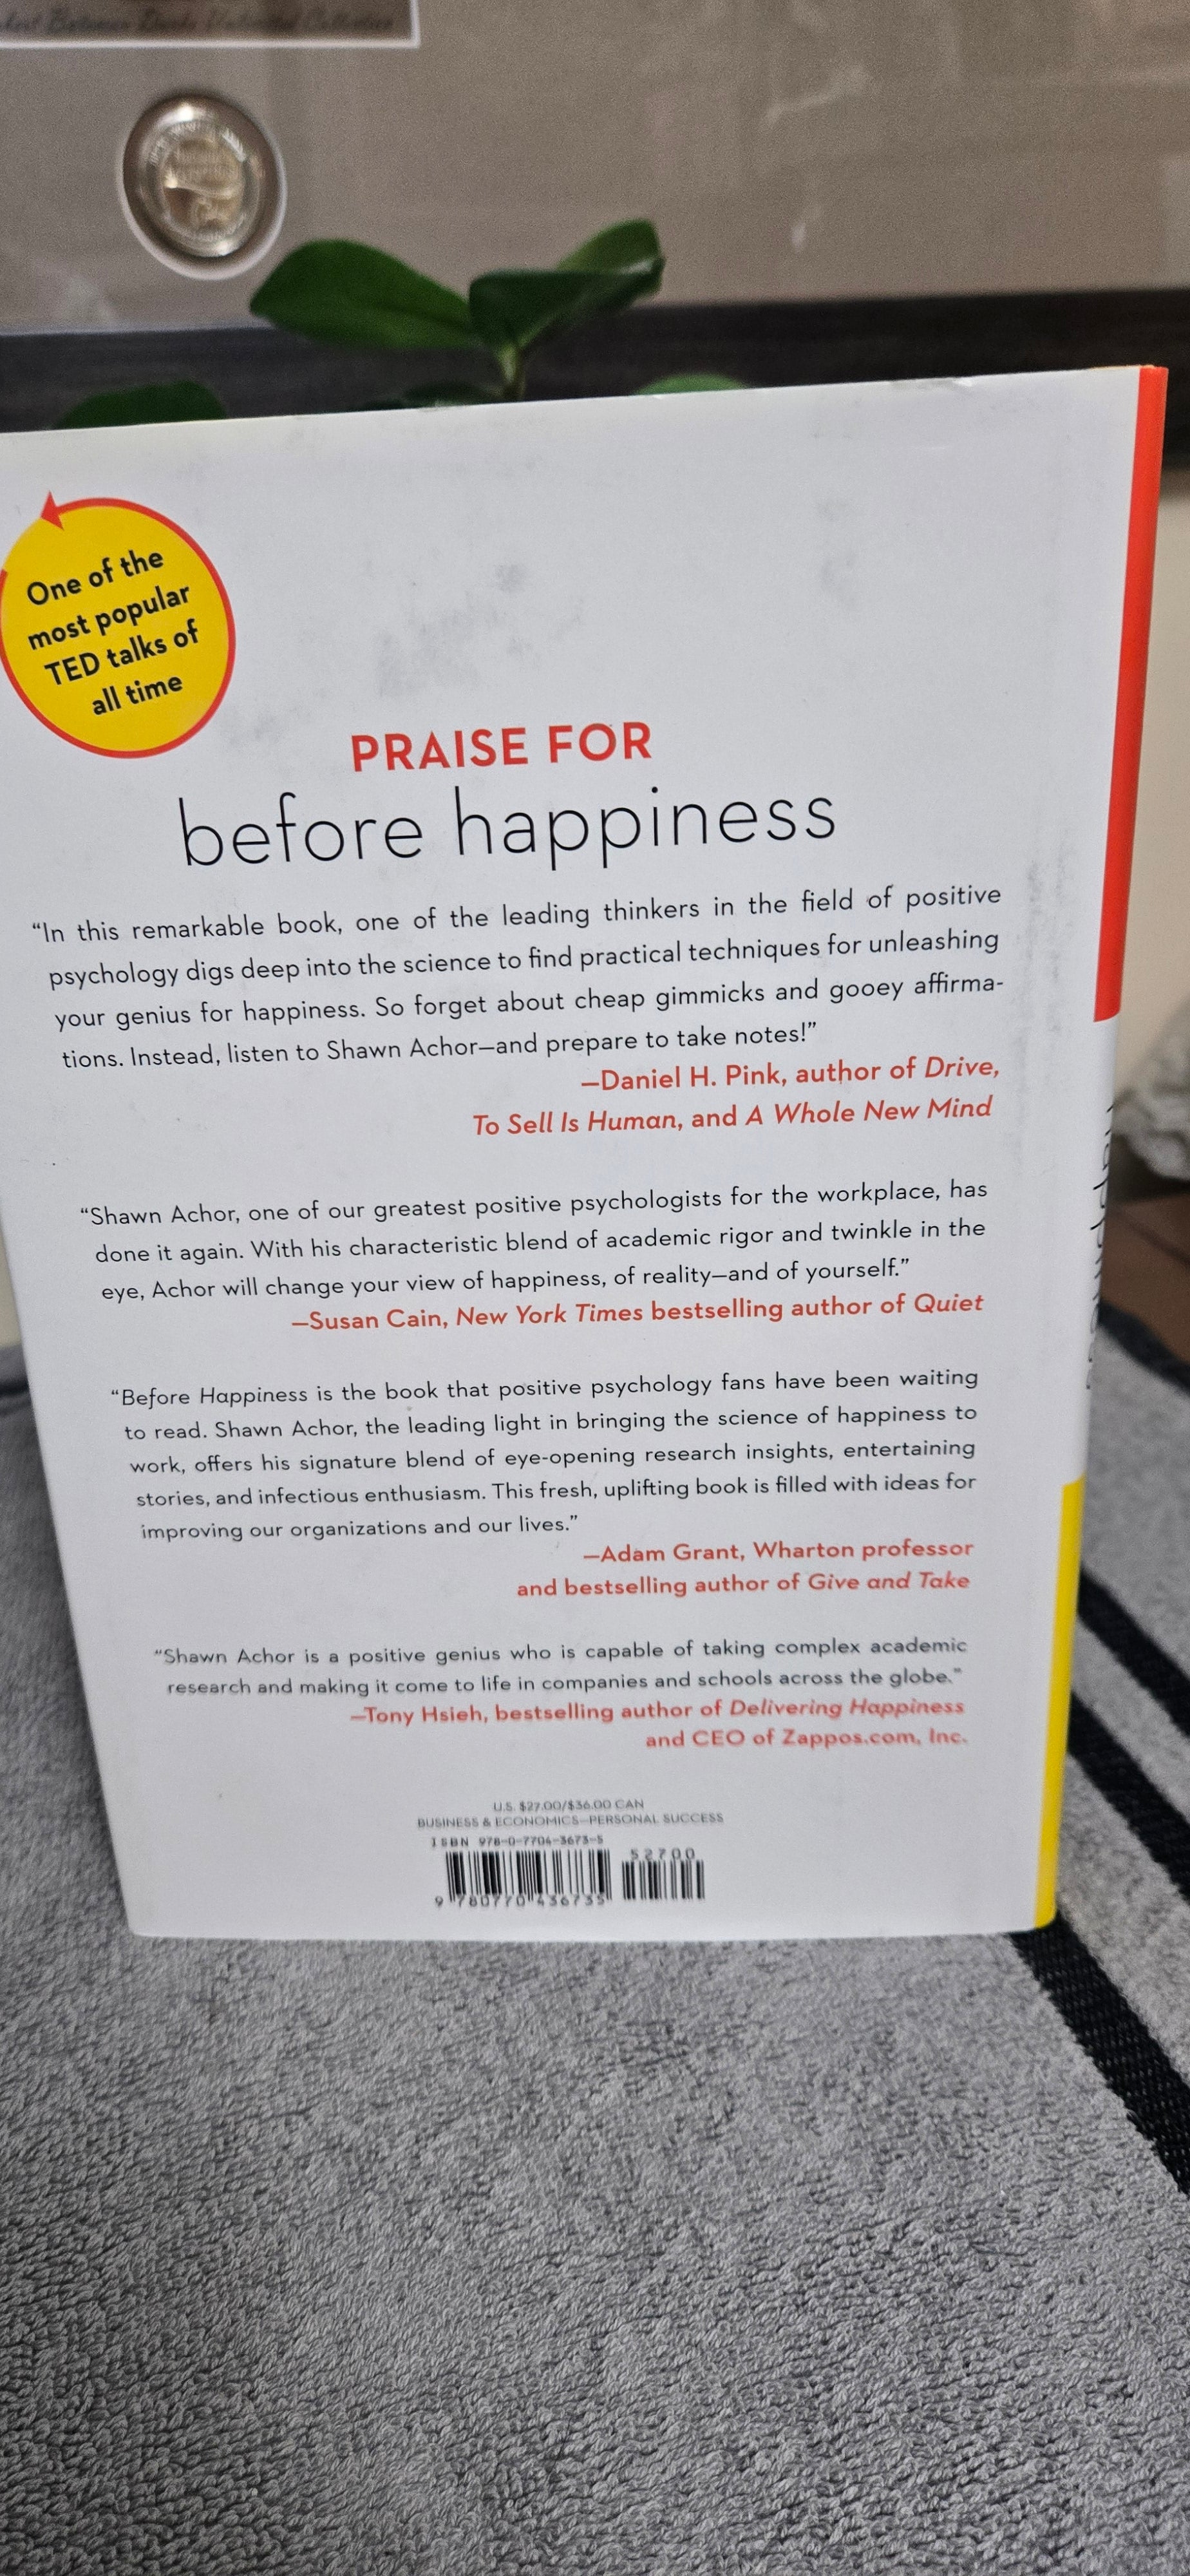 One of the
most popular
TED talks of
all time
PRAISE FOR
before happiness
“In this remarkable book, one of the leading thinkers in the field of positive
psychology digs deep into the science to find practical techniques for unleashing
your genius for happiness. So forget about cheap gimmicks and gooey affirma-
tions. Instead, listen to Shawn Achor—and prepare to take notes!”
—Daniel H. Pink, author of Drive,
To Sell Is Human, and A Whole New Mind
“Shawn Achor, one of our greatest positive psychologists for the workplace, has
done it again. With his characteristic blend of academic rigor and twinkle in the
eye, Achor will change your view of happiness, of reality—and of yourself.”
—Susan Cain, New York Times bestselling author of Quiet
“Before Happiness is the book that positive psychology fans have been waiting
to read. Shawn Achor, the leading light in bringing the science of happiness to
work, offers his signature blend of eye-opening research insights, entertaining
stories, and infectious enthusiasm. This fresh, uplifting book is filled with ideas for
improving our organizations and our lives.”
—Adam Grant, Wharton professor
and bestselling author of Give and Take
“Shawn Achor is a positive genius who is capable of taking complex academic
research and making it come to life in companies and schools across the globe.”
—Tony Hsieh, bestselling author of Delivering Happiness
and CEO of Zappos.com, Inc.
U.S. $27.00/$36.00 CAN
BUSINESS & ECONOMICS—PERSONAL SUCCESS
ISBN 978-0-7704-3673-5
52700
9 780770 436735